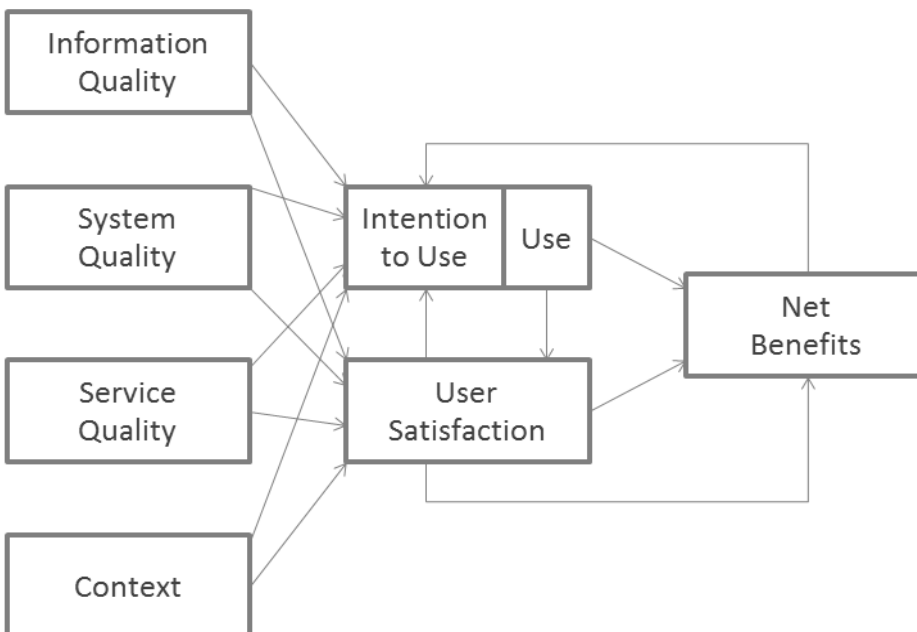 Information
Quality
System
Quality
Service
Quality
Context
Intention
to Use
Use
User
Satisfaction
Net
Benefits